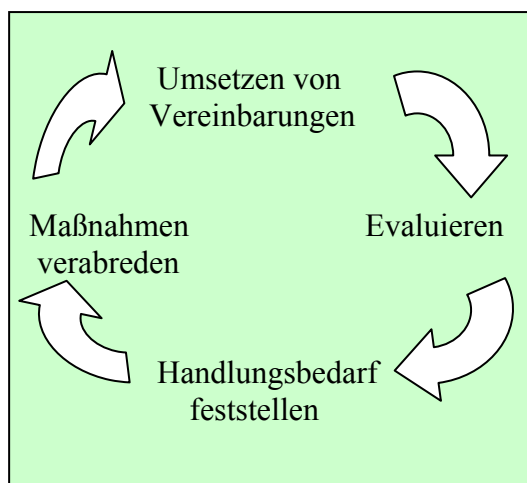 Umsetzen von
Vereinbarungen
Maßnahmen
verabreden
Evaluieren
Handlungsbedarf
feststellen